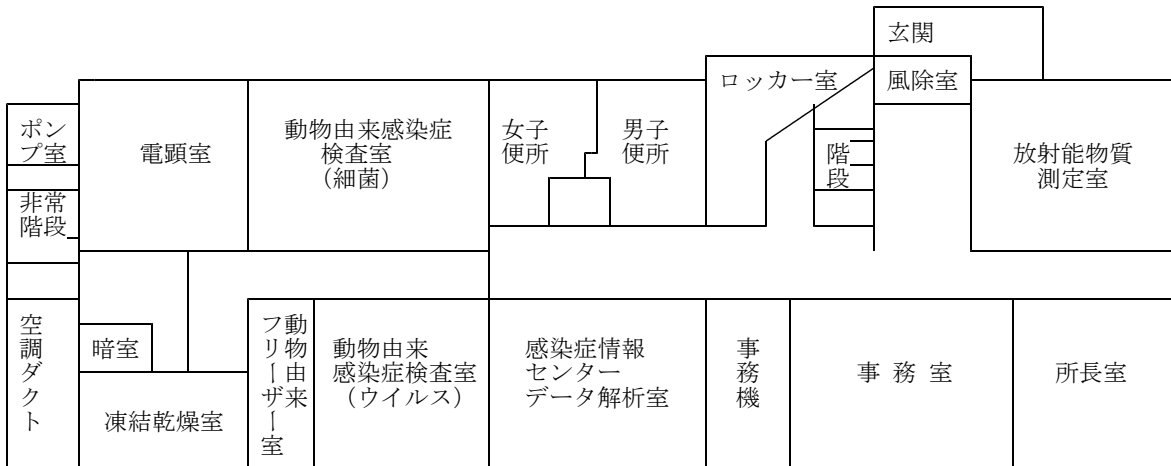 玄関
ロッカー室
風除室
ポン
プ室
電顕室
動物由来感染症
検査室
（細菌）
女子
便所
男子
便所
階
段
放射能物質
測定室
非常
階段
空調ダクト
暗室
凍結乾燥室
動物由来
フリーザー室
動物由来
感染症検査室
（ウイルス）
感染症情報
センター
データ解析室
事務機
事 務 室
所長室